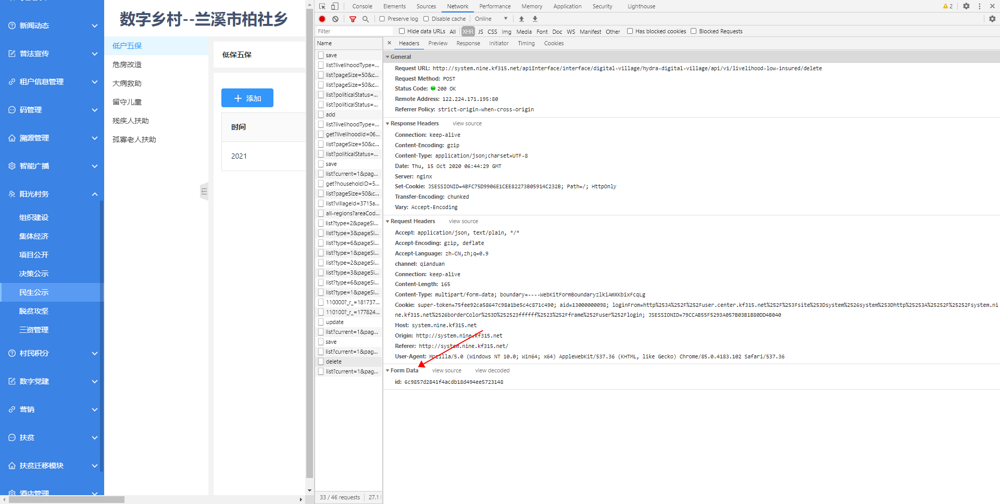 新闻动态
普法宣传
租户信息管理
码管理
溯源管理
智能广播
阳光村务
组织建设
集体经济
项目公开
决策公示
民生公示
脱贫攻坚
三资管理
村民积分
数字党建
营销
扶贫
扶贫迁移模块
酒店管理
数字乡村--兰溪市柏社乡
低户五保
危房改造
大病救助
留守儿童
残疾人扶助
孤寡老人扶助
低保五保
添加
时间
2021
Console Elements Sources Network Performance Memory Application Security Lighthouse 2
Preserve log Disable cache Online
Filter Hide data URLs All XHR JS CSS Img Media Font Doc WS Manifest Other Has blocked cookies Blocked Requests
Name
save
list?livelihoodType=...
list?pageSize=50&c...
list?pageSize=50&c...
list?politicalStatus=...
list?politicalStatus=...
add
list?livelihoodType=...
get?livelihoodId=06...
list?pageSize=50&c...
list?politicalStatus=...
save
list?current=1&pag...
get?householdID=5...
list?pageSize=50&c...
list?villageId=3715a...
all-regions?areaCod...
list?type=2&pageSi...
list?type=3&pageSi...
list?type=6&pageSi...
list?type=1&pageSi...
list?type=2&pageSi...
list?type=3&pageSi...
list?type=6&pageSi...
list?type=1&pageSi...
110000?_r_=181737...
110100?_r_=177824...
update
list?current=1&pag...
save
list?current=1&pag...
delete
list?current=1&pag...
33 / 46 requests 27.1
Headers Preview Response Initiator Timing Cookies
General
Request URL: http://system.nine.kf315.net/apiInterface/interface/digital-village/hydra-digital-village/api/v1/livelihood-low-insured/delete
Request Method: POST
Status Code: 200 OK
Remote Address: 122.224.171.195:80
Referrer Policy: strict-origin-when-cross-origin
Response Headers view source
Connection: keep-alive
Content-Encoding: gzip
Content-Type: application/json;charset=UTF-8
Date: Thu, 15 Oct 2020 06:44:29 GMT
Server: nginx
Set-Cookie: JSESSIONID=4BFC75D9906E1CEE82273B05914C232B; Path=/; HttpOnly
Transfer-Encoding: chunked
Vary: Accept-Encoding
Request Headers view source
Accept: application/json, text/plain, */*
Accept-Encoding: gzip, deflate
Accept-Language: zh-CN,zh;q=0.9
channel: qianduan
Connection: keep-alive
Content-Length: 165
Content-Type: multipart/form-data; boundary=----WebKitFormBoundaryzlkiAmXKbixFcqLg
Cookie: super-token=75fee92ca58647c98a1be5c4c871c490; aid=13000000098; loginFrom=http%253A%252F%252Fuser.center.kf315.net%252F%253Fsite%253Dsystem%2526system%253Dhttp%25253A%25252F%25252Fsystem.ni
ne.kf315.net%2526borderColor%253D%252523ffffff%2523%252Fframe%252Fuser%252Flogin; JSESSIONID=79CCAB55F5293A057B03B1B80DD4B040
Host: system.nine.kf315.net
Origin: http://system.nine.kf315.net
Referer: http://system.nine.kf315.net/
User-Agent: Mozilla/5.0 (Windows NT 10.0; Win64; x64) AppleWebKit/537.36 (KHTML, like Gecko) Chrome/85.0.4183.102 Safari/537.36
Form Data view source view decoded
id: 6c9857d2841f4acdb18d494ee5723148